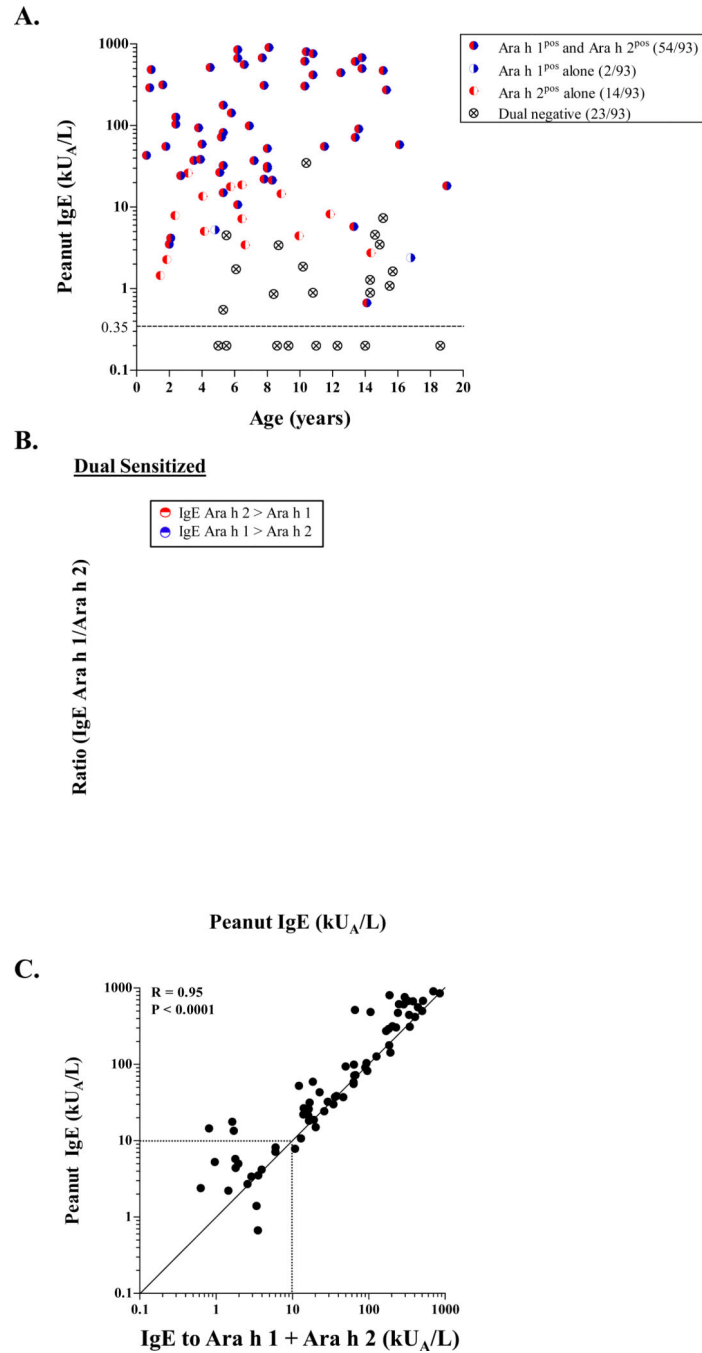 A.
Peanut IgE (kUA/L)
1000
100
10
1
0.35
0.1
0 2 4 6 8 10 12 14 16 18 20
Age (years)
Ara h 1pos and Ara h 2pos (54/93)
Ara h 1pos alone (2/93)
Ara h 2pos alone (14/93)
Dual negative (23/93)
B.
Dual Sensitized
IgE Ara h 2 > Ara h 1
IgE Ara h 1 > Ara h 2
Ratio (IgE Ara h 1/Ara h 2)
Peanut IgE (kUA/L)
C.
R = 0.95
P < 0.0001
Peanut IgE (kUA/L)
1000
100
10
1
0.1
0.1 1 10 100 1000
IgE to Ara h 1 + Ara h 2 (kUA/L)